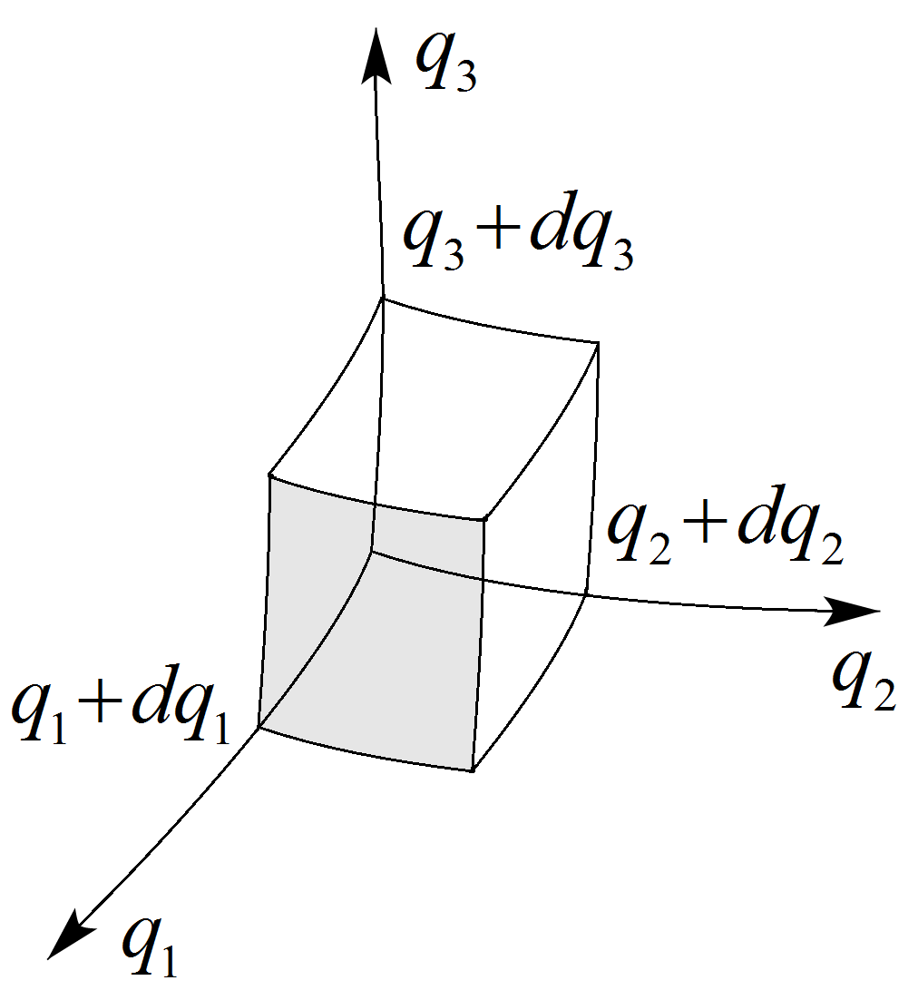 q₃
q₃+dq₃
q₂+dq₂
q₂
q₁+dq₁
q₁